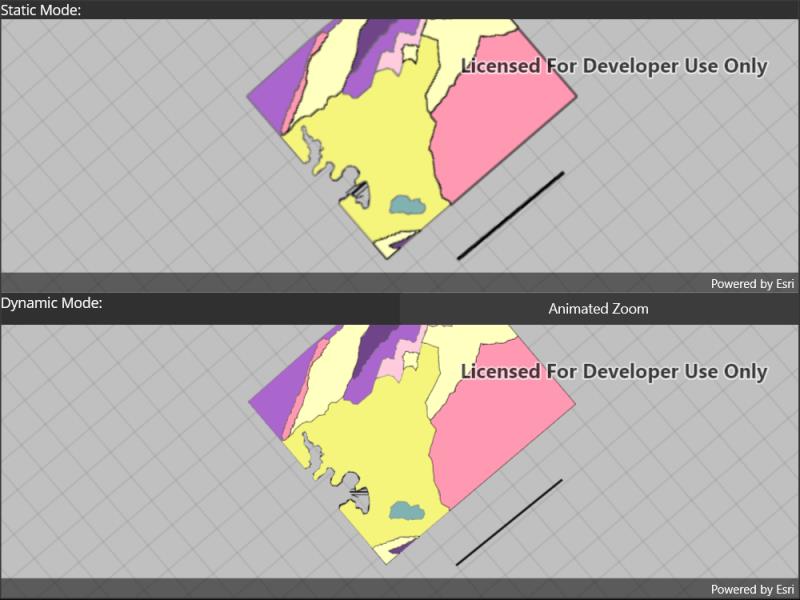 Static Mode:
Licensed For Developer Use Only
Powered by Esri
Dynamic Mode:
Animated Zoom
Licensed For Developer Use Only
Powered by Esri